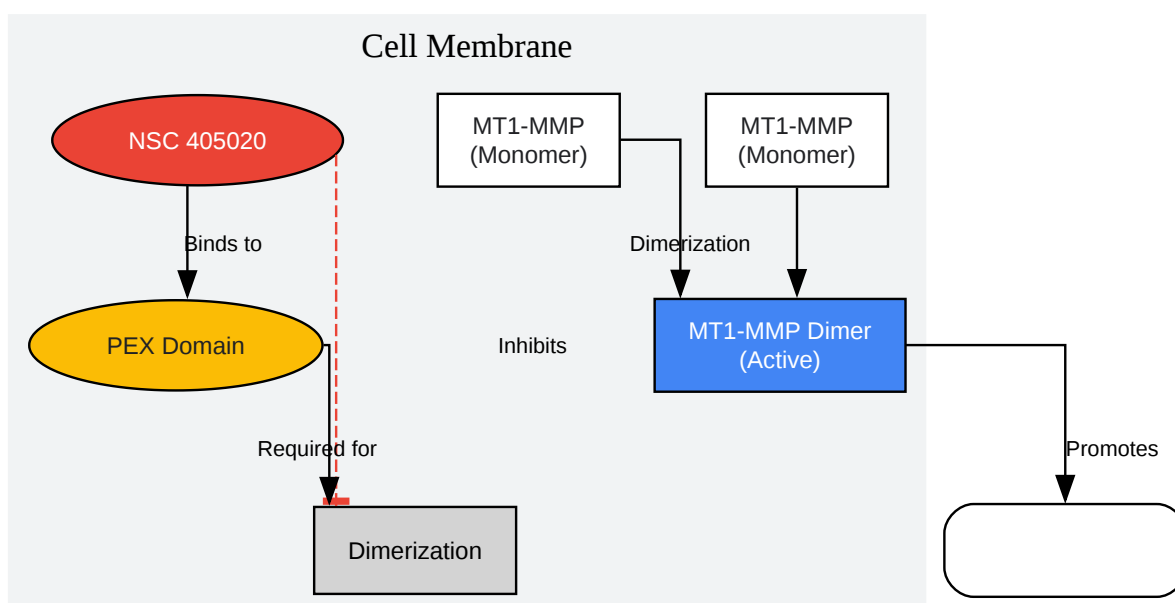 Cell Membrane
NSC 405020
MT1-MMP
(Monomer)
MT1-MMP
(Monomer)
Binds to
Dimerization
PEX Domain
Inhibits
MT1-MMP Dimer
(Active)
Required for
Promotes
Dimerization